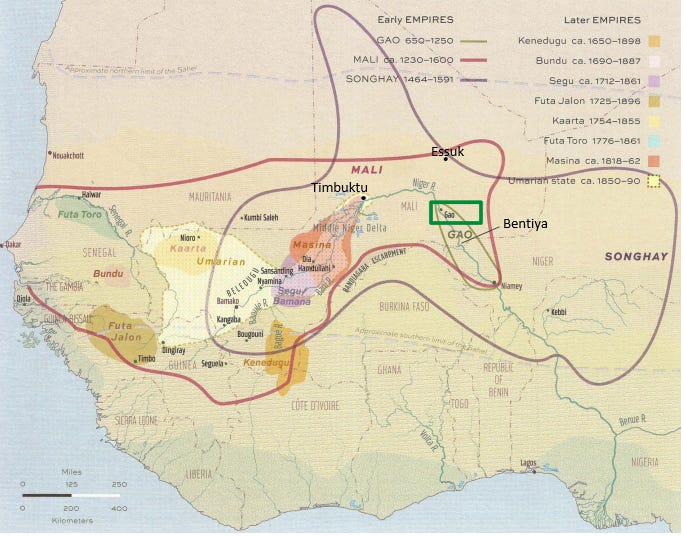 Early EMPIRES
GAO 650–1250
MALI ca. 1230–1600
SONGHAY 1464–1591
Later EMPIRES
Kenedugu ca. 1650–1898
Bundu ca. 1690–1887
Segu ca. 1712–1861
Futa Jalon 1725–1896
Kaarta 1754–1855
Futa Toro 1776–1861
Masina ca. 1818–62
Umarian state ca. 1850–90
Approximate northern limit of the Sahel
Nouakchott
Essuk
MALI
Timbuktu
Niger R.
MAURITANIA
MALI
Halwar
Senegal R.
Futa Toro
Kumbi Saleh
Gao
GAO
Bentiya
Middle Niger Delta
Dakar
SENEGAL
Nioro
Kaarta
Umarian
Masina
Dia
Hamdullahi
SONGHAY
NIGER
Bundu
BELEDUGU
Sansanding
Nyamina
Segu/
Bamana
BANDIAGARA ESCARPMENT
Niamey
THE GAMBIA
Djola
GUINEA-BISSAU
Bamako
Kangaba
Bougouni
BURKINA FASO
Kebbi
Futa
Jalon
Timbo
Dingiray
GUINEA
Seguela
Kenedugu
Approximate southern limit of the Sahel
GHANA
REPUBLIC
OF
BENIN
SIERRA LEONE
CÔTE D'IVOIRE
TOGO
Volta R.
Benue R.
LIBERIA
Lagos
NIGERIA
Miles
0 125 250
0 200 400
Kilometers